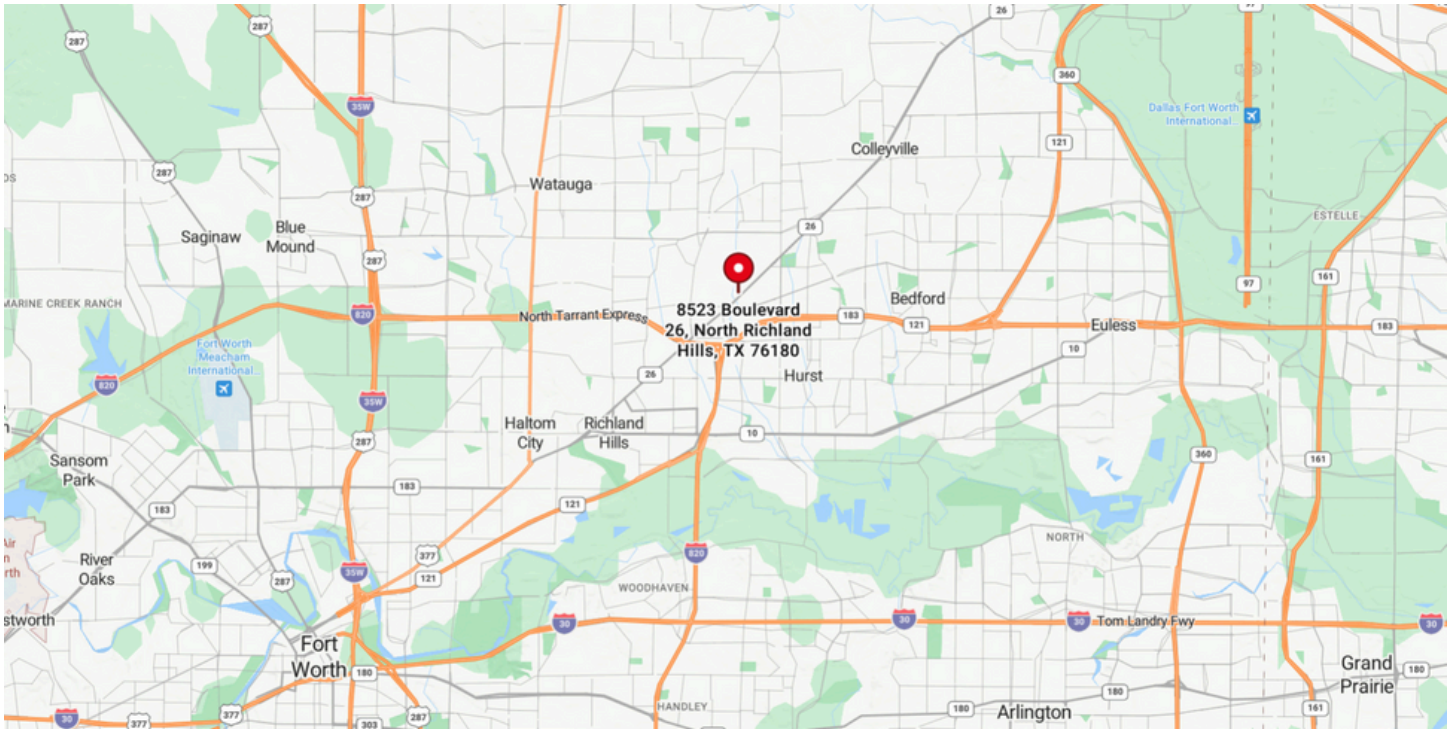 26
97
287
287
360
35W
Dallas Fort Worth
International...
121
Colleyville
287
Watauga
287
ESTELLE
26
Blue
Mound
Saginaw
287
161
97
MARINE CREEK RANCH
8523 Boulevard
26, North Richland
Hills, TX 76180
Bedford
820
North Tarrant Express
183
121
Euless
183
Fort Worth
Meacham
International...
10
26
Hurst
820
35W
Haltom
City
Richland
Hills
10
287
360
161
Sansom
Park
183
121
183
NORTH
377
820
River
Oaks
199
287
35W
121
WOODHAVEN
stworth
30
30
30
Tom Landry Fwy
30
Fort
Worth
180
Grand
Prairie
180
180
HANDLEY
180
Arlington
161
30
377
377
303
287